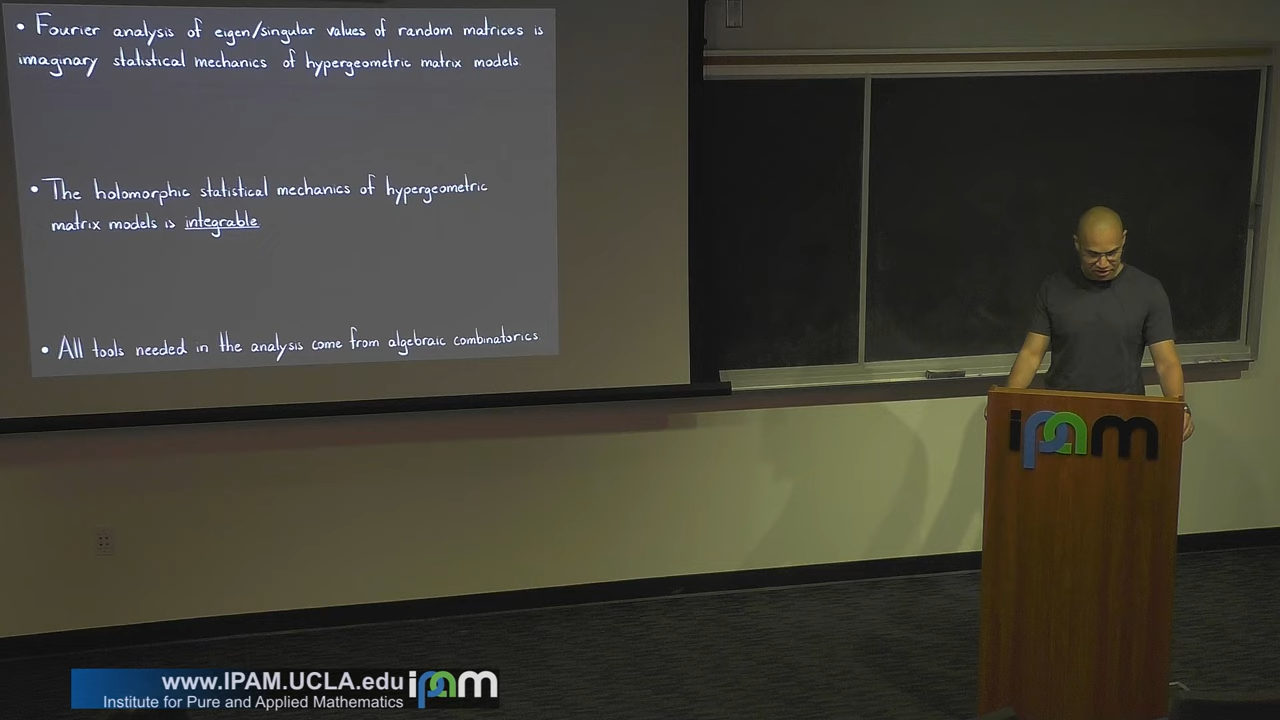 • Fourier analysis of eigen/singular values of random matrices is
imaginary statistical mechanics of hypergeometric matrix models.
• The holomorphic statistical mechanics of hypergeometric
matrix models is integrable
• All tools needed in the analysis come from algebraic combinatorics
ipam
www.IPAM.UCLA.edu ipam
Institute for Pure and Applied Mathematics